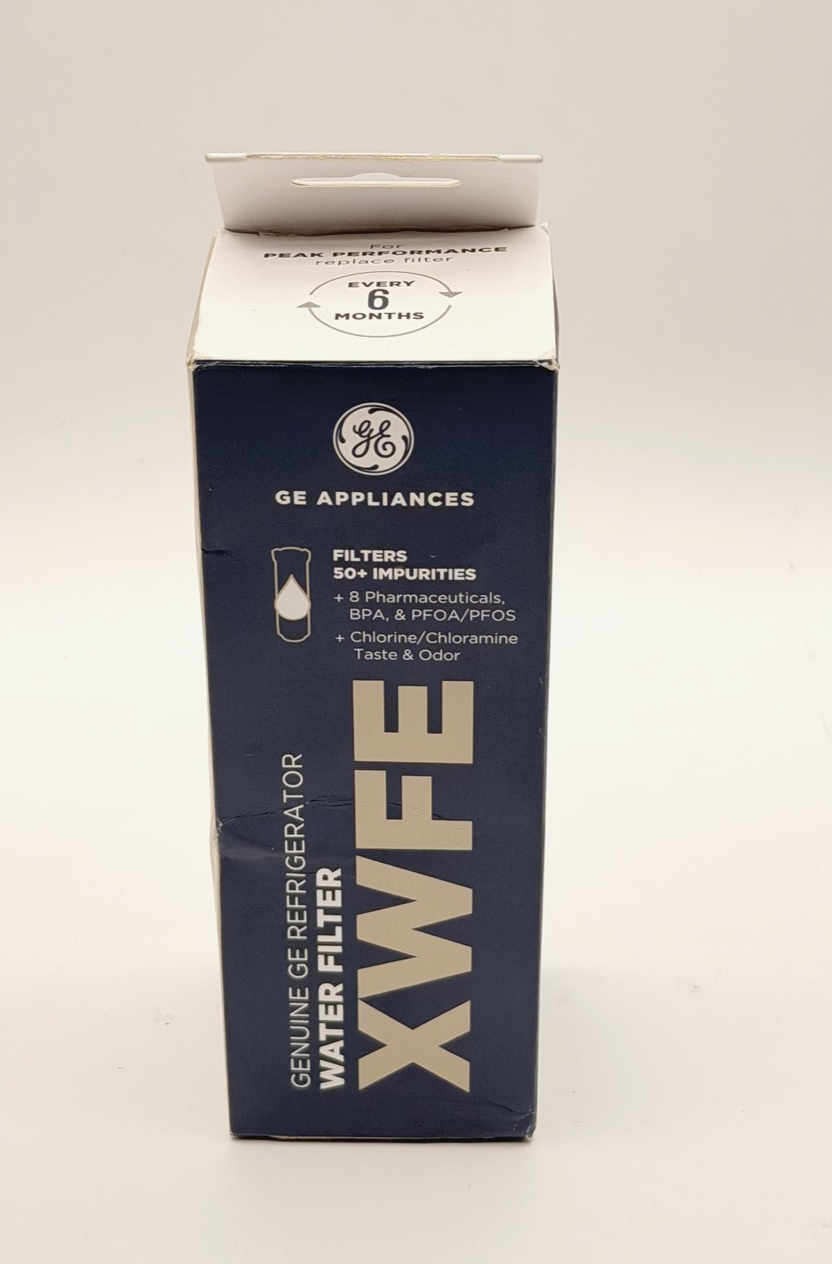 For
PEAK PERFORMANCE
replace filter
EVERY
6
MONTHS
GE
GE APPLIANCES
FILTERS
50+ IMPURITIES
+ 8 Pharmaceuticals,
BPA, & PFOA/PFOS
+ Chlorine/Chloramine
Taste & Odor
GENUINE GE REFRIGERATOR
WATER FILTER
XWFE